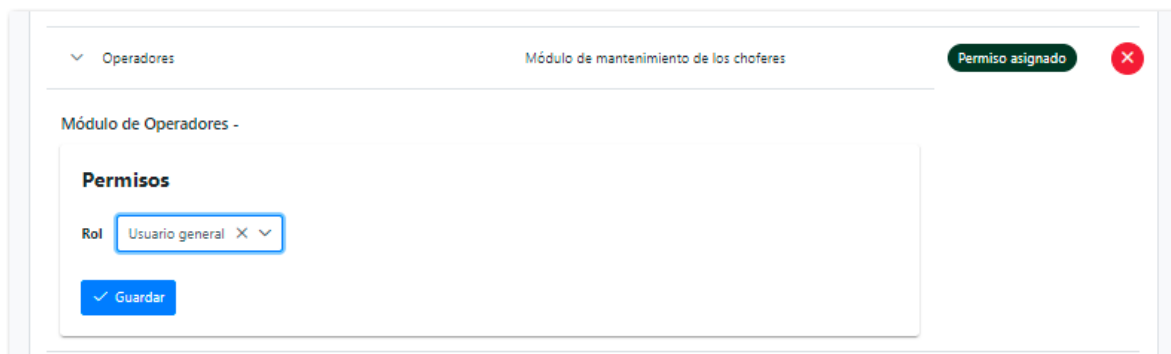 Operadores Módulo de mantenimiento de los choferes Permiso asignado
Módulo de Operadores -
Permisos
Rol Usuario general
Guardar